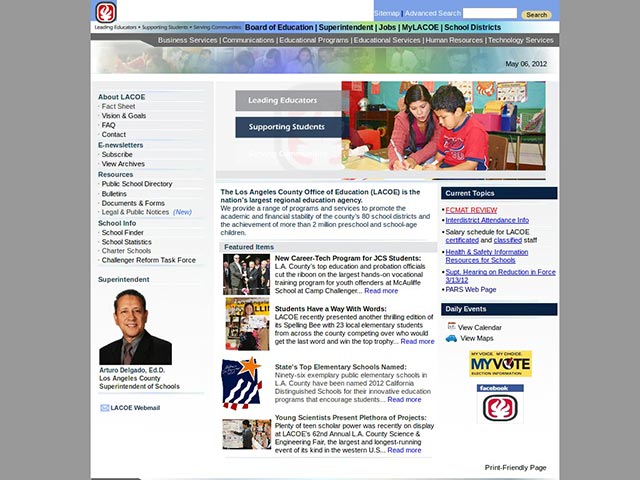 Sitemap | Advanced Search
Search
Leading Educators • Supporting Students • Serving Communities
Board of Education | Superintendent | Jobs | MyLACOE | School Districts
Business Services | Communications | Educational Programs | Educational Services | Human Resources | Technology Services
May 06, 2012
About LACOE
· Fact Sheet
· Vision & Goals
· FAQ
· Contact
E-newsletters
· Subscribe
· View Archives
Resources
· Public School Directory
· Bulletins
· Documents & Forms
· Legal & Public Notices (New)
School Info
· School Finder
· School Statistics
· Charter Schools
· Challenger Reform Task Force
Superintendent
Arturo Delgado, Ed.D.
Los Angeles County
Superintendent of Schools
LACOE Webmail
Leading Educators
Supporting Students
Serving Communities
The Los Angeles County Office of Education (LACOE) is the
nation's largest regional education agency.
We provide a range of programs and services to promote the
academic and financial stability of the county's 80 school districts and
the achievement of more than 2 million preschool and school-age
children.
Featured Items
New Career-Tech Program for JCS Students:
L.A. County's top education and probation officials
cut the ribbon on the largest hands-on vocational
training program for youth offenders at McAuliffe
School at Camp Challenger... Read more
Students Have a Way With Words:
LACOE recently presented another thrilling edition of
its Spelling Bee with 23 local elementary students
from across the county competing over who would
get the last word and win the top trophy... Read more
State's Top Elementary Schools Named:
Ninety-six exemplary public elementary schools in
L.A. County have been named 2012 California
Distinguished Schools for their innovative education
programs that encourage students... Read more
Young Scientists Present Plethora of Projects:
Plenty of teen scholar power was recently on display
at LACOE's 62nd Annual L.A. County Science &
Engineering Fair, the largest and longest-running
event of its kind in the western U.S... Read more
Current Topics
• FCMAT REVIEW
• Interdistrict Attendance Info
• Salary schedule for LACOE
certificated and classified staff
• Health & Safety Information
Resources for Schools
• Supt. Hearing on Reduction in Force
3/13/12
• PARS Web Page
Daily Events
View Calendar
View Maps
MY VOICE. MY CHOICE.
MYVOTE
ELECTION INFORMATION
facebook
Print-Friendly Page